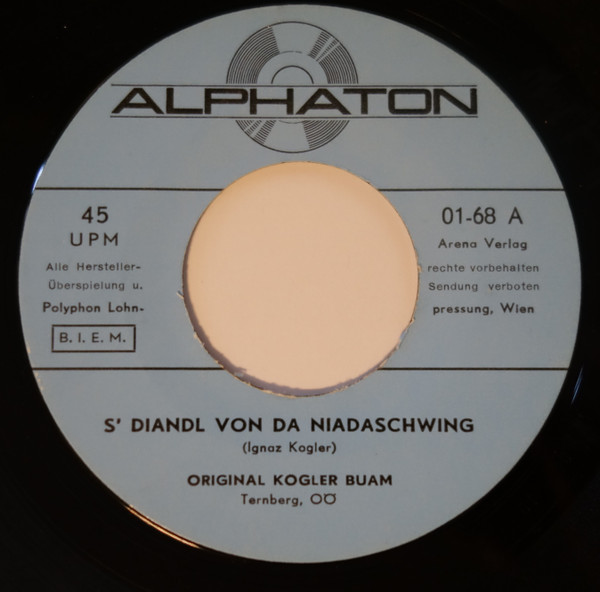 ALPHATON
45
UPM
01-68 A
Arena Verlag
Alle Hersteller- rechte vorbehalten
Überspielung u. Sendung verboten
Polyphon Lohn- pressung, Wien
B. I. E. M.
S' DIANDL VON DA NIADASCHWING
(Ignaz Kogler)
ORIGINAL KOGLER BUAM
Ternberg, OÖ